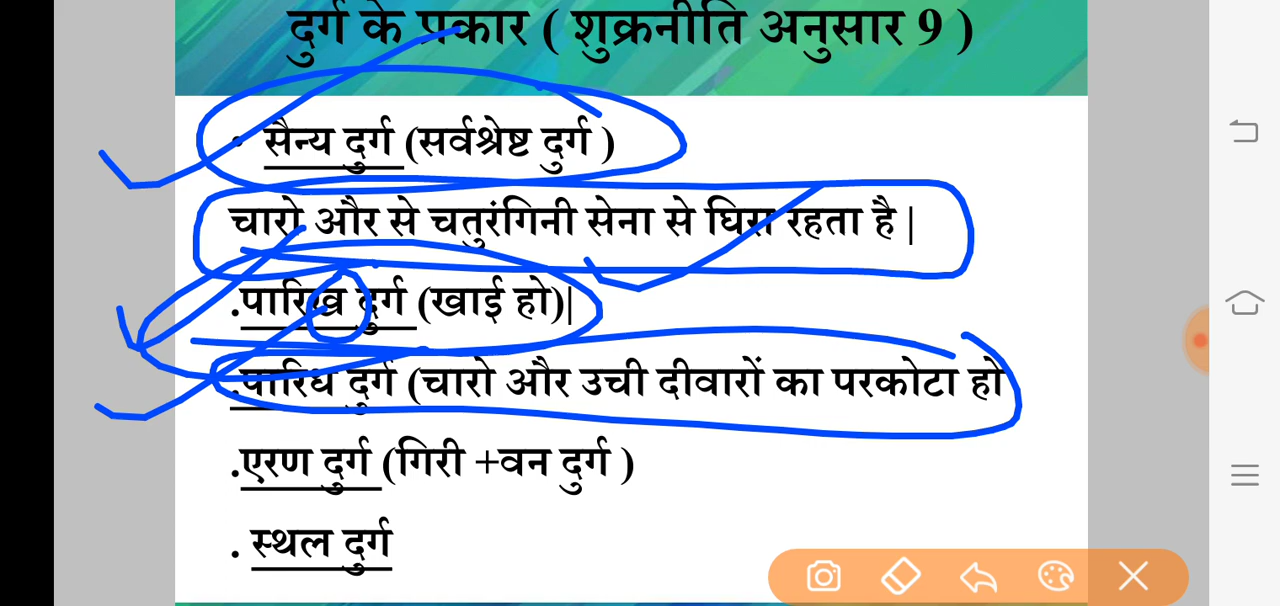 दुर्ग के प्रकार ( शुक्रनीति अनुसार 9 )
• सैन्य दुर्ग (सर्वश्रेष्ट दुर्ग )
चारो और से चतुरंगिनी सेना से घिरा रहता है |
.पारिख दुर्ग (खाई हो)|
.पारिध दुर्ग (चारो और उची दीवारों का परकोटा हो
.एरण दुर्ग (गिरी +वन दुर्ग )
. स्थल दुर्ग